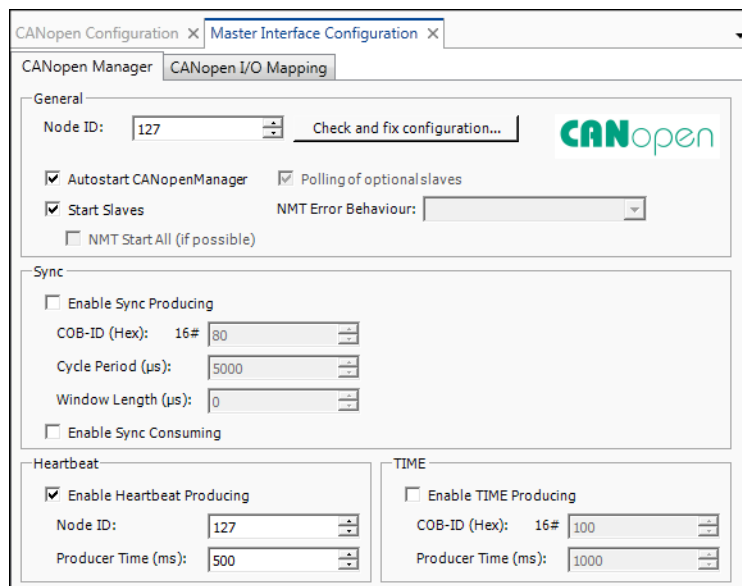 CANopen Configuration
Master Interface Configuration
CANopen Manager
CANopen I/O Mapping
General
Node ID: 127
Check and fix configuration...
CANopen
Autostart CANopenManager
Polling of optional slaves
Start Slaves
NMT Error Behaviour:
NMT Start All (if possible)
Sync
Enable Sync Producing
COB-ID (Hex): 16# 80
Cycle Period (µs): 5000
Window Length (µs): 0
Enable Sync Consuming
Heartbeat
Enable Heartbeat Producing
Node ID: 127
Producer Time (ms): 500
TIME
Enable TIME Producing
COB-ID (Hex): 16# 100
Producer Time (ms): 1000